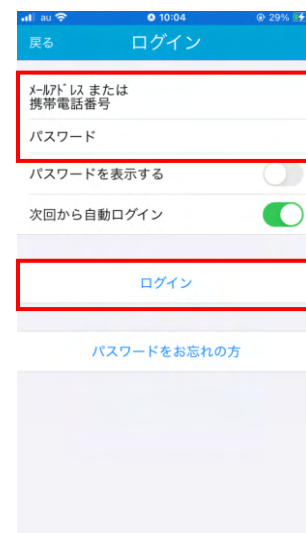 au 10:04 29%
戻る ログイン
ﾒｰﾙｱﾄﾞﾚｽ または
携帯電話番号
パスワード
パスワードを表示する
次回から自動ログイン
ログイン
パスワードをお忘れの方